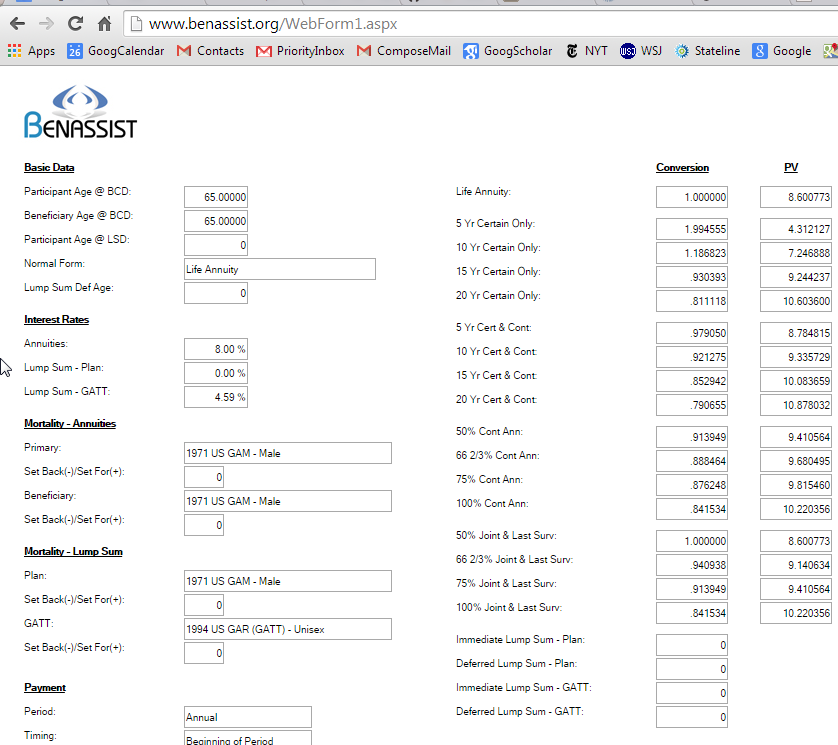 www.benassist.org/WebForm1.aspx
Apps 26 GoogCalendar Contacts PriorityInbox ComposeMail GoogScholar NYT WSJ WSJ Stateline 8 Google
BENASSIST
Basic Data
Participant Age @ BCD: 65.00000
Beneficiary Age @ BCD: 65.00000
Participant Age @ LSD: 0
Normal Form: Life Annuity
Lump Sum Def Age: 0
Interest Rates
Annuities: 8.00 %
Lump Sum - Plan: 0.00 %
Lump Sum - GATT: 4.59 %
Mortality - Annuities
Primary: 1971 US GAM - Male
Set Back(-)/Set For(+): 0
Beneficiary: 1971 US GAM - Male
Set Back(-)/Set For(+): 0
Mortality - Lump Sum
Plan: 1971 US GAM - Male
Set Back(-)/Set For(+): 0
GATT: 1994 US GAR (GATT) - Unisex
Set Back(-)/Set For(+): 0
Payment
Period: Annual
Timing: Beginning of Period
Conversion PV
Life Annuity: 1.000000 8.600773
5 Yr Certain Only: 1.994555 4.312127
10 Yr Certain Only: 1.186823 7.246888
15 Yr Certain Only: .930393 9.244237
20 Yr Certain Only: .811118 10.603600
5 Yr Cert & Cont: .979050 8.784815
10 Yr Cert & Cont: .921275 9.335729
15 Yr Cert & Cont: .852942 10.083659
20 Yr Cert & Cont: .790655 10.878032
50% Cont Ann: .913949 9.410564
66 2/3% Cont Ann: .888464 9.680495
75% Cont Ann: .876248 9.815460
100% Cont Ann: .841534 10.220356
50% Joint & Last Surv: 1.000000 8.600773
66 2/3% Joint & Last Surv: .940938 9.140634
75% Joint & Last Surv: .913949 9.410564
100% Joint & Last Surv: .841534 10.220356
Immediate Lump Sum - Plan: 0
Deferred Lump Sum - Plan: 0
Immediate Lump Sum - GATT: 0
Deferred Lump Sum - GATT: 0